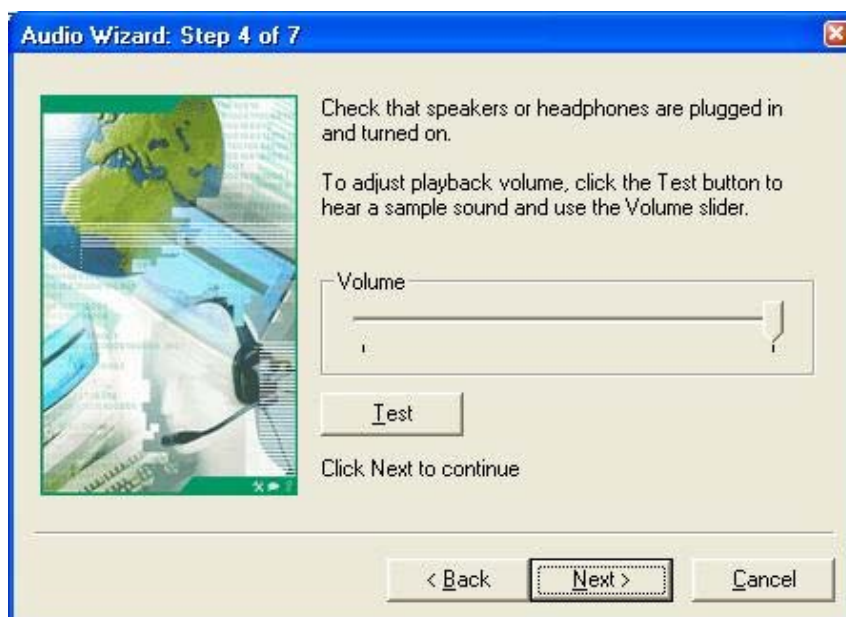 Audio Wizard: Step 4 of 7
Check that speakers or headphones are plugged in
and turned on.
To adjust playback volume, click the Test button to
hear a sample sound and use the Volume slider.
Volume
Test
Click Next to continue
< Back
Next >
Cancel